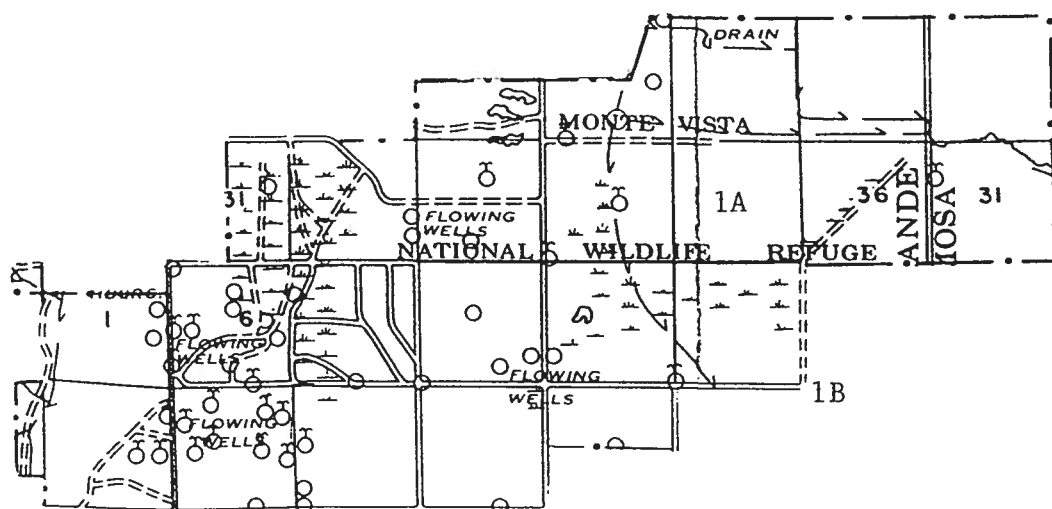 DRAIN
MONTE VISTA
31
1A
36
ANDE
MOSA
31
FLOWING
WELLS
NATIONAL WILDLIFE REFUGE
1
6
FLOWING
WELLS
FLOWING
WELLS
1B
FLOWING
WELLS